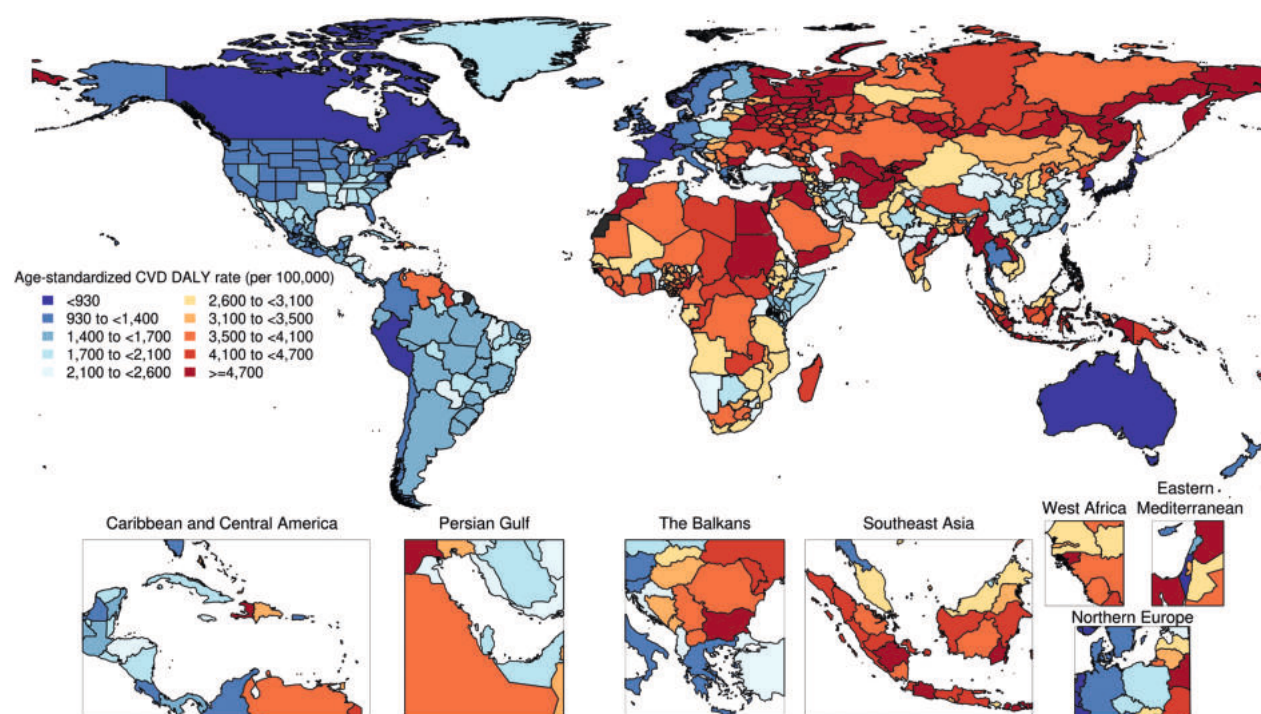 Age-standardized CVD DALY rate (per 100,000)
<930
930 to <1,400
1,400 to <1,700
1,700 to <2,100
2,100 to <2,600
2,600 to <3,100
3,100 to <3,500
3,500 to <4,100
4,100 to <4,700
>=4,700
Caribbean and Central America
Persian Gulf
The Balkans
Southeast Asia
West Africa
Eastern
Mediterranean
Northern Europe